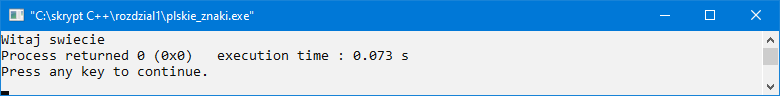 "C:\skrypt C++\rozdzial1\plskie_znaki.exe"
Witaj swiecie
Process returned 0 (0x0)   execution time : 0.073 s
Press any key to continue.